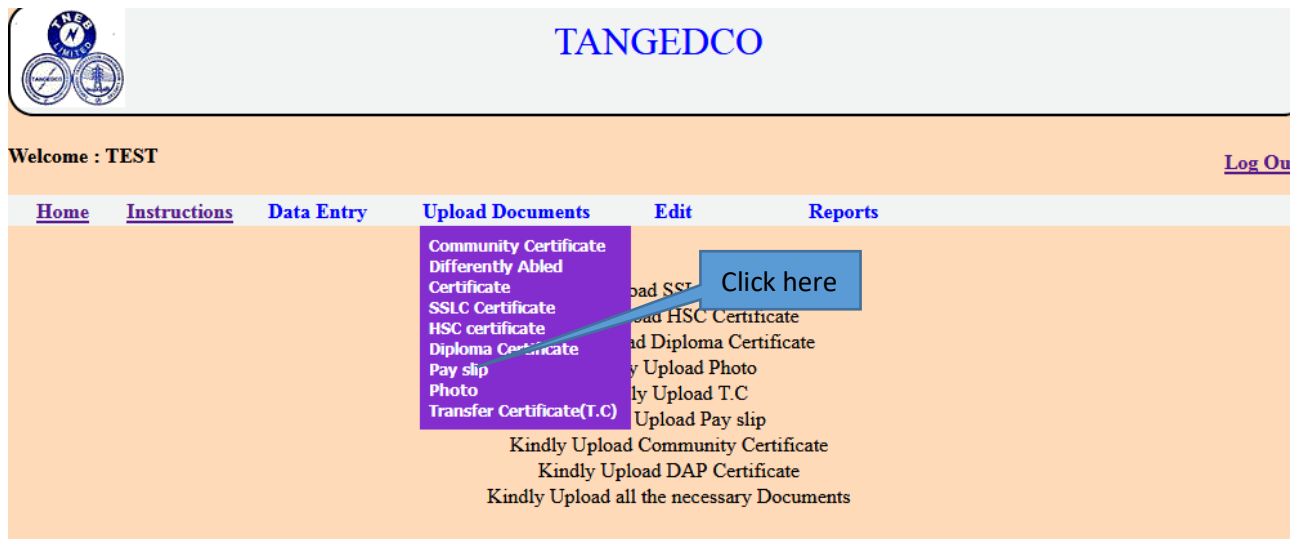 TNEB
LIMITED
TANGEDCO
TANGEDCO
Welcome : TEST
Log Ou
Home Instructions Data Entry Upload Documents Edit Reports
Community Certificate
Differently Abled
Certificate
SSLC Certificate
HSC certificate
Diploma Certificate
Pay slip
Photo
Transfer Certificate(T.C)
Click here
oad SSL
oad HSC Certificate
ad Diploma Certificate
y Upload Photo
ly Upload T.C
Upload Pay slip
Kindly Upload Community Certificate
Kindly Upload DAP Certificate
Kindly Upload all the necessary Documents